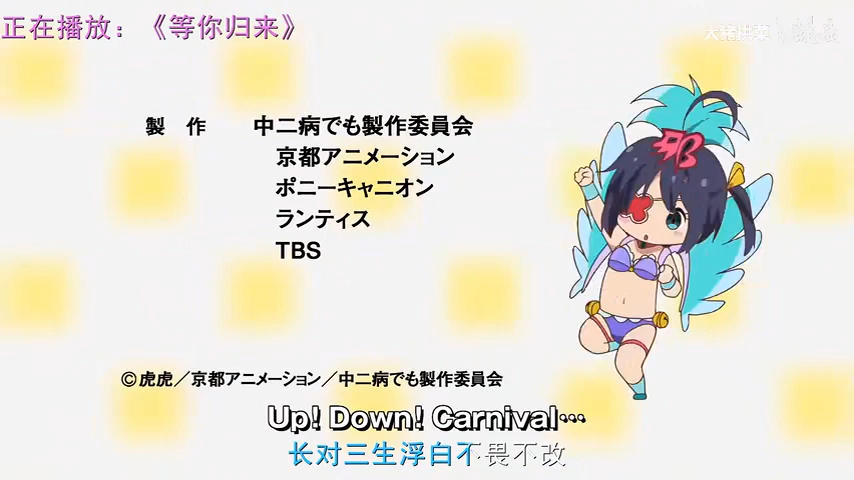 正在播放：《等你归来》
大猪拱菜
製　作　中二病でも製作委員会
京都アニメーション
ポニーキャニオン
ランティス
TBS
©虎虎／京都アニメーション／中二病でも製作委員会
Up! Down! Carnival…
长对三生浮白不畏不改